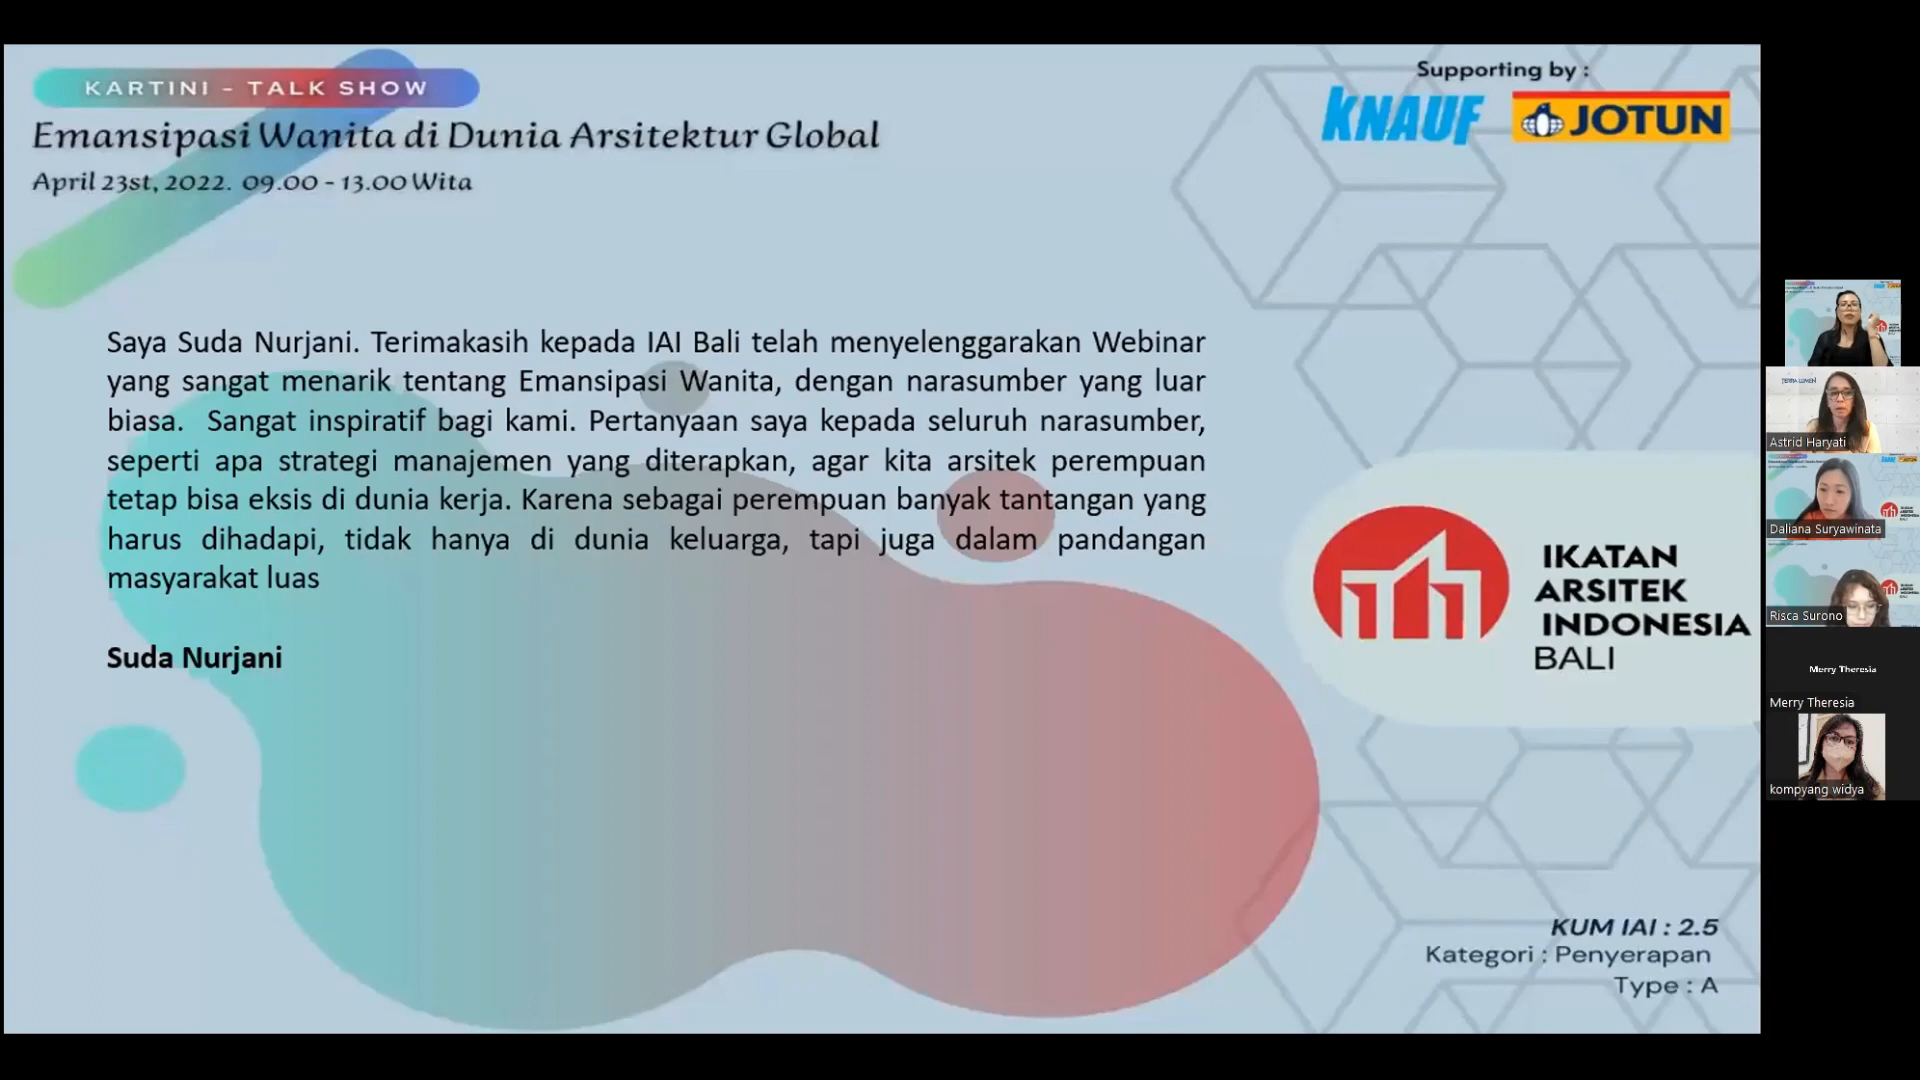 KARTINI - TALK SHOW
Emansipasi Wanita di Dunia Arsitektur Global
April 23st, 2022. 09.00 - 13.00 Wita
Supporting by :
KNAUF
JOTUN
Saya Suda Nurjani. Terimakasih kepada IAI Bali telah menyelenggarakan Webinar
yang sangat menarik tentang Emansipasi Wanita, dengan narasumber yang luar
biasa. Sangat inspiratif bagi kami. Pertanyaan saya kepada seluruh narasumber,
seperti apa strategi manajemen yang diterapkan, agar kita arsitek perempuan
tetap bisa eksis di dunia kerja. Karena sebagai perempuan banyak tantangan yang
harus dihadapi, tidak hanya di dunia keluarga, tapi juga dalam pandangan
masyarakat luas
Suda Nurjani
IKATAN
ARSITEK
INDONESIA
BALI
KUM IAI : 2.5
Kategori : Penyerapan
Type : A
TERRA LUMEN
Astrid Haryati
Daliana Suryawinata
Risca Surono
Merry Theresia
Merry Theresia
kompyang widya